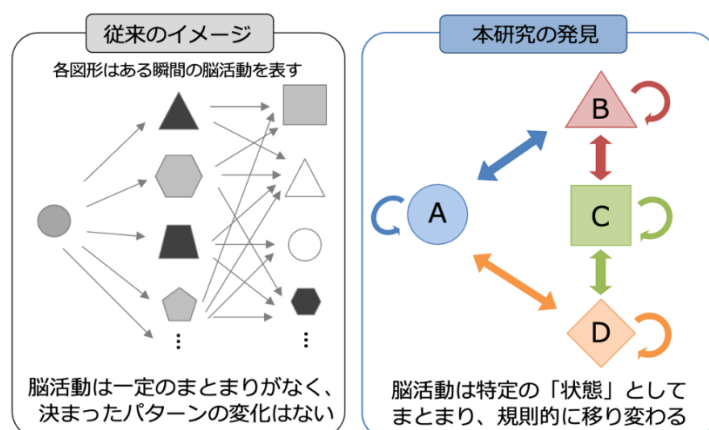 従来のイメージ
各図形はある瞬間の脳活動を表す
…
…
脳活動は一定のまとまりがなく、
決まったパターンの変化はない
本研究の発見
B
A
C
D
脳活動は特定の「状態」として
まとまり、規則的に移り変わる